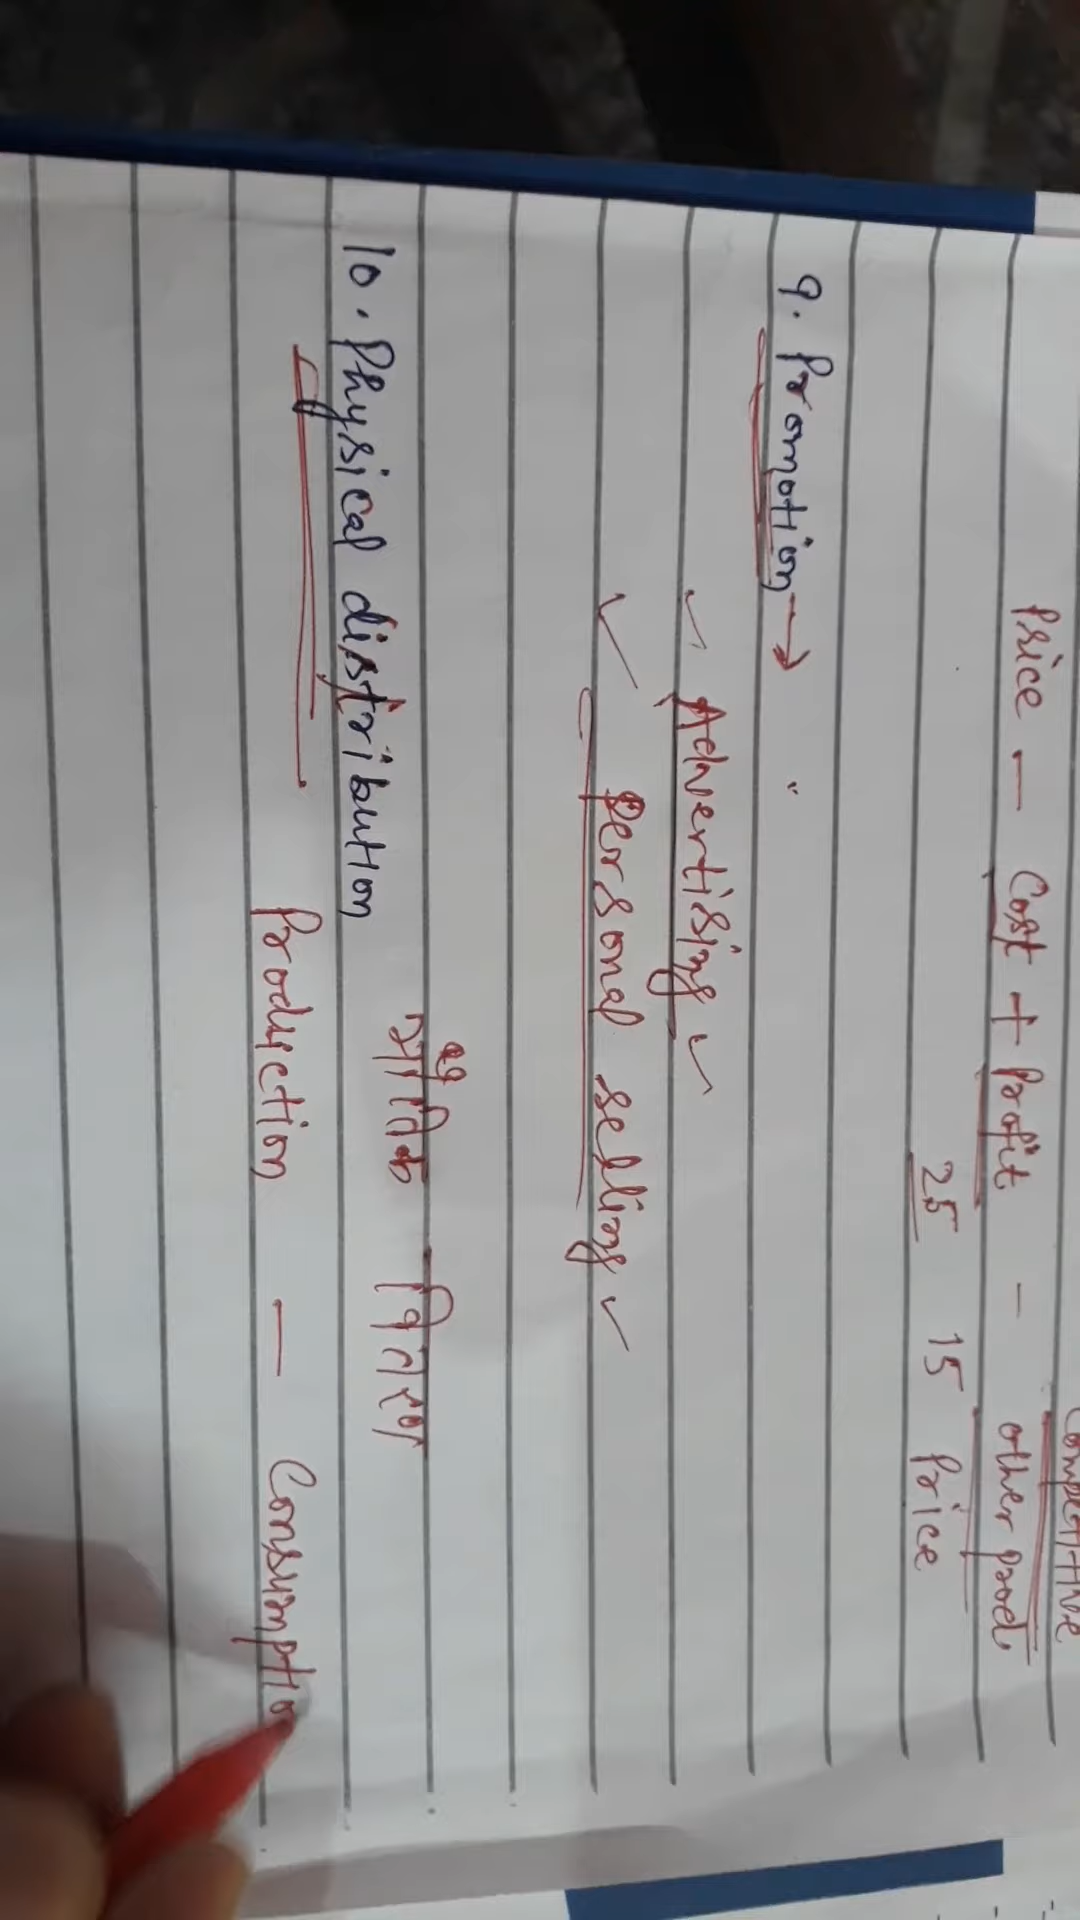 Competitive
Price — Cost + Profit - other prod.
25 15 Price
9. Promotion →
✓ Advertising ✓
✓ Personal selling ✓
वितरण
10. Physical distribution
Production — Consumptio